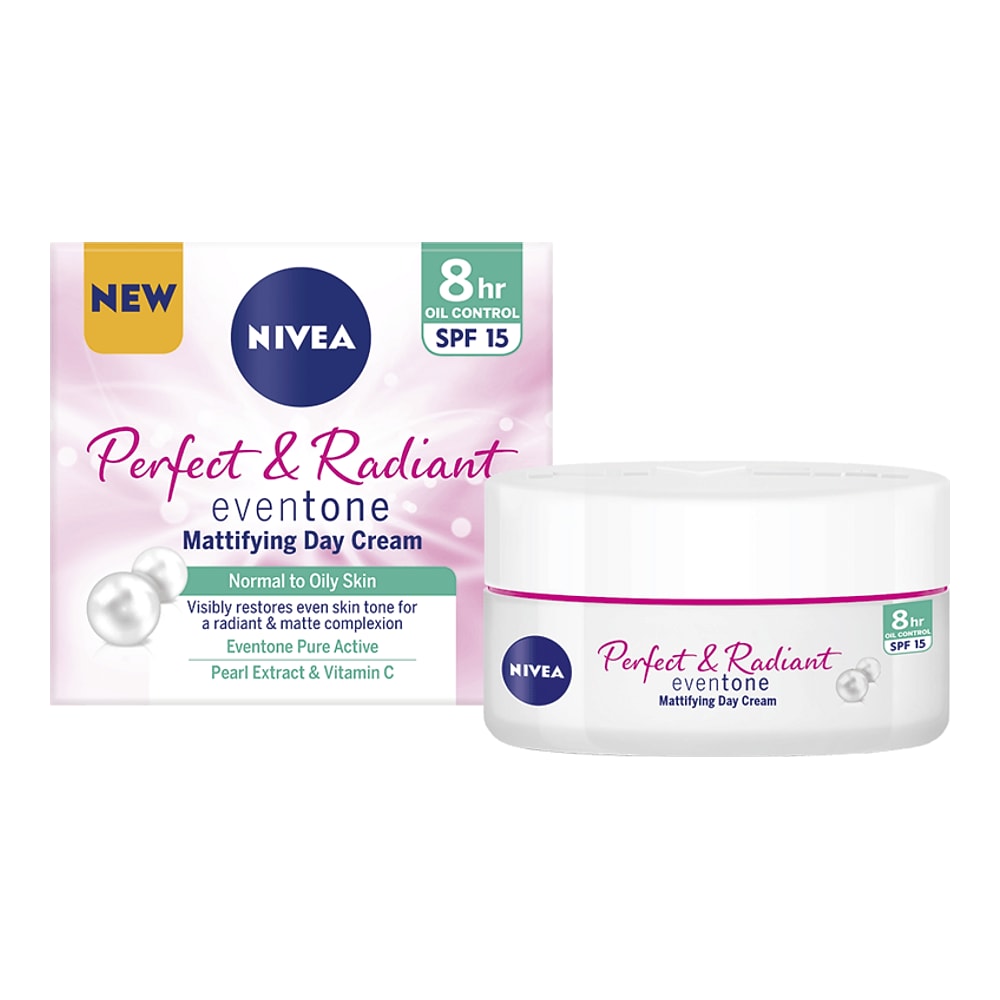 NEW
NIVEA
8hr
OIL CONTROL
SPF 15
Perfect & Radiant
eventone
Mattifying Day Cream
Normal to Oily Skin
Visibly restores even skin tone for
a radiant & matte complexion
Eventone Pure Active
Pearl Extract & Vitamin C
NIVEA
Perfect & Radiant
eventone
Mattifying Day Cream
8hr
OIL CONTROL
SPF 15